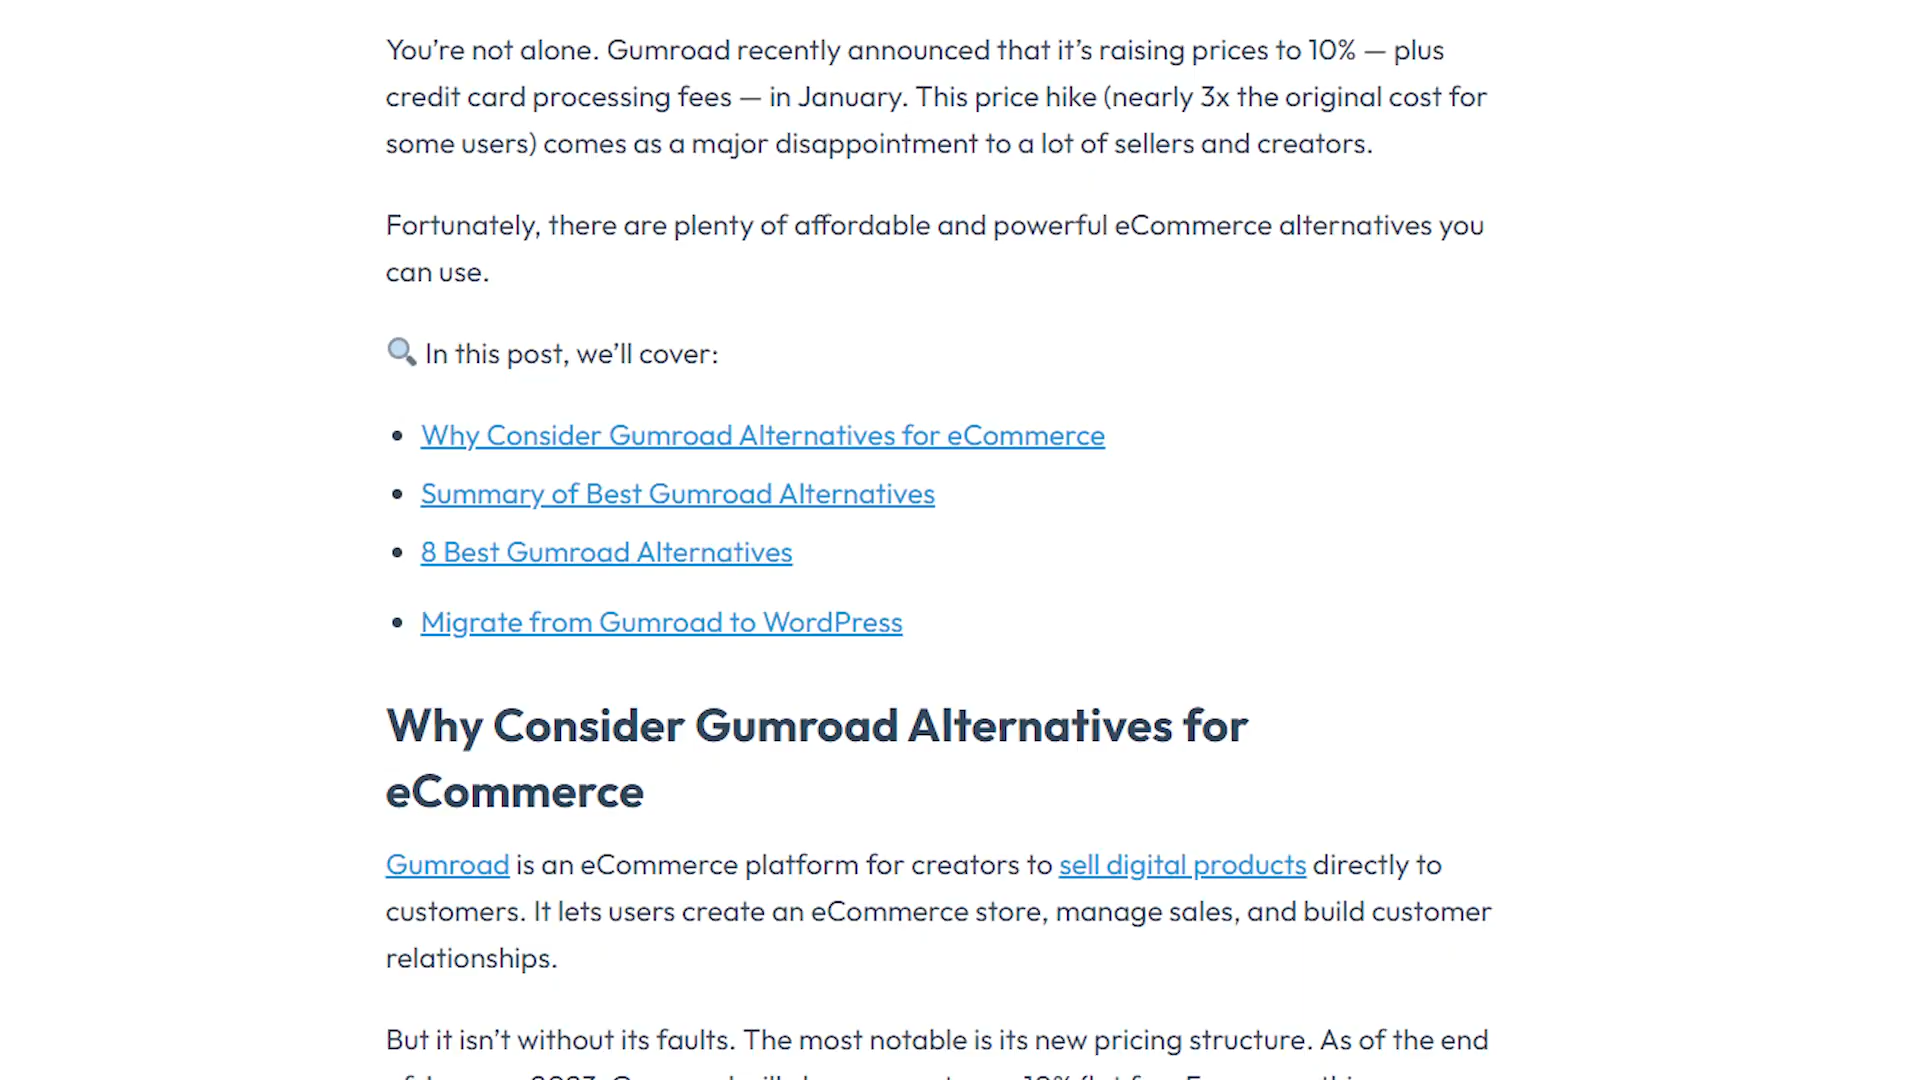 You’re not alone. Gumroad recently announced that it’s raising prices to 10% — plus
credit card processing fees — in January. This price hike (nearly 3x the original cost for
some users) comes as a major disappointment to a lot of sellers and creators.
Fortunately, there are plenty of affordable and powerful eCommerce alternatives you
can use.
🔍 In this post, we’ll cover:
• Why Consider Gumroad Alternatives for eCommerce
• Summary of Best Gumroad Alternatives
• 8 Best Gumroad Alternatives
• Migrate from Gumroad to WordPress
Why Consider Gumroad Alternatives for
eCommerce
Gumroad is an eCommerce platform for creators to sell digital products directly to
customers. It lets users create an eCommerce store, manage sales, and build customer
relationships.
But it isn’t without its faults. The most notable is its new pricing structure. As of the end